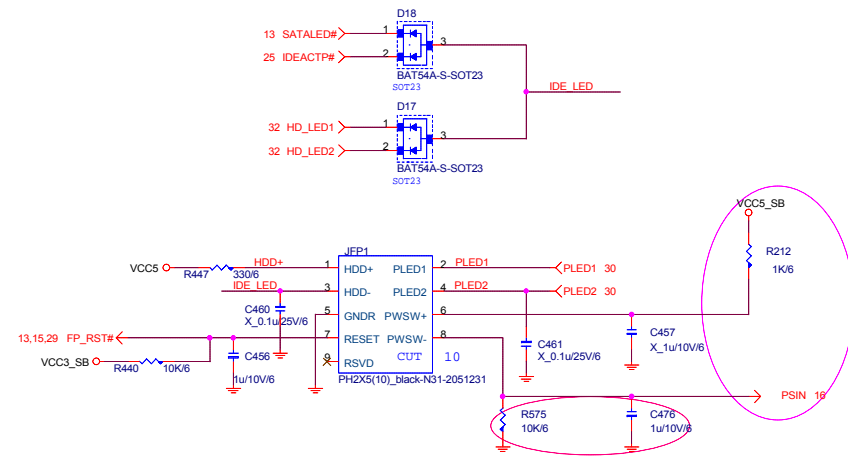 D18
13 SATALED# 1
3
25 IDEACTP# 2
BAT54A-S-SOT23
SOT23
IDE_LED
D17
32 HD_LED1 1
3
32 HD_LED2 2
BAT54A-S-SOT23
SOT23
VCC5_SB
R212
1K/6
JFP1
VCC5 R447 330/6 HDD+ 1 HDD+ PLED1 2 PLED1 PLED1 30
IDE_LED 3 HDD- PLED2 4 PLED2 PLED2 30
C460
X_0.1u/25V/6
5 GNDR PWSW+ 6
C457
X_1u/10V/6
13,15,29 FP_RST# 7 RESET PWSW- 8
C461
X_0.1u/25V/6
VCC3_SB R440 10K/6
C456
1u/10V/6
9 RSVD CUT 10
PH2X5(10)_black-N31-2051231
PSIN 16
R575
10K/6
C476
1u/10V/6